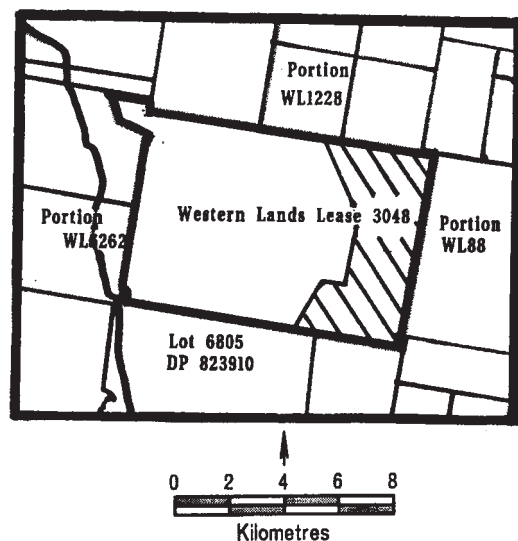 Portion
WL1228
Western Lands Lease 3048
Portion
WL6262
Portion
WL88
Lot 6805
DP 823910
0 2 4 6 8
Kilometres